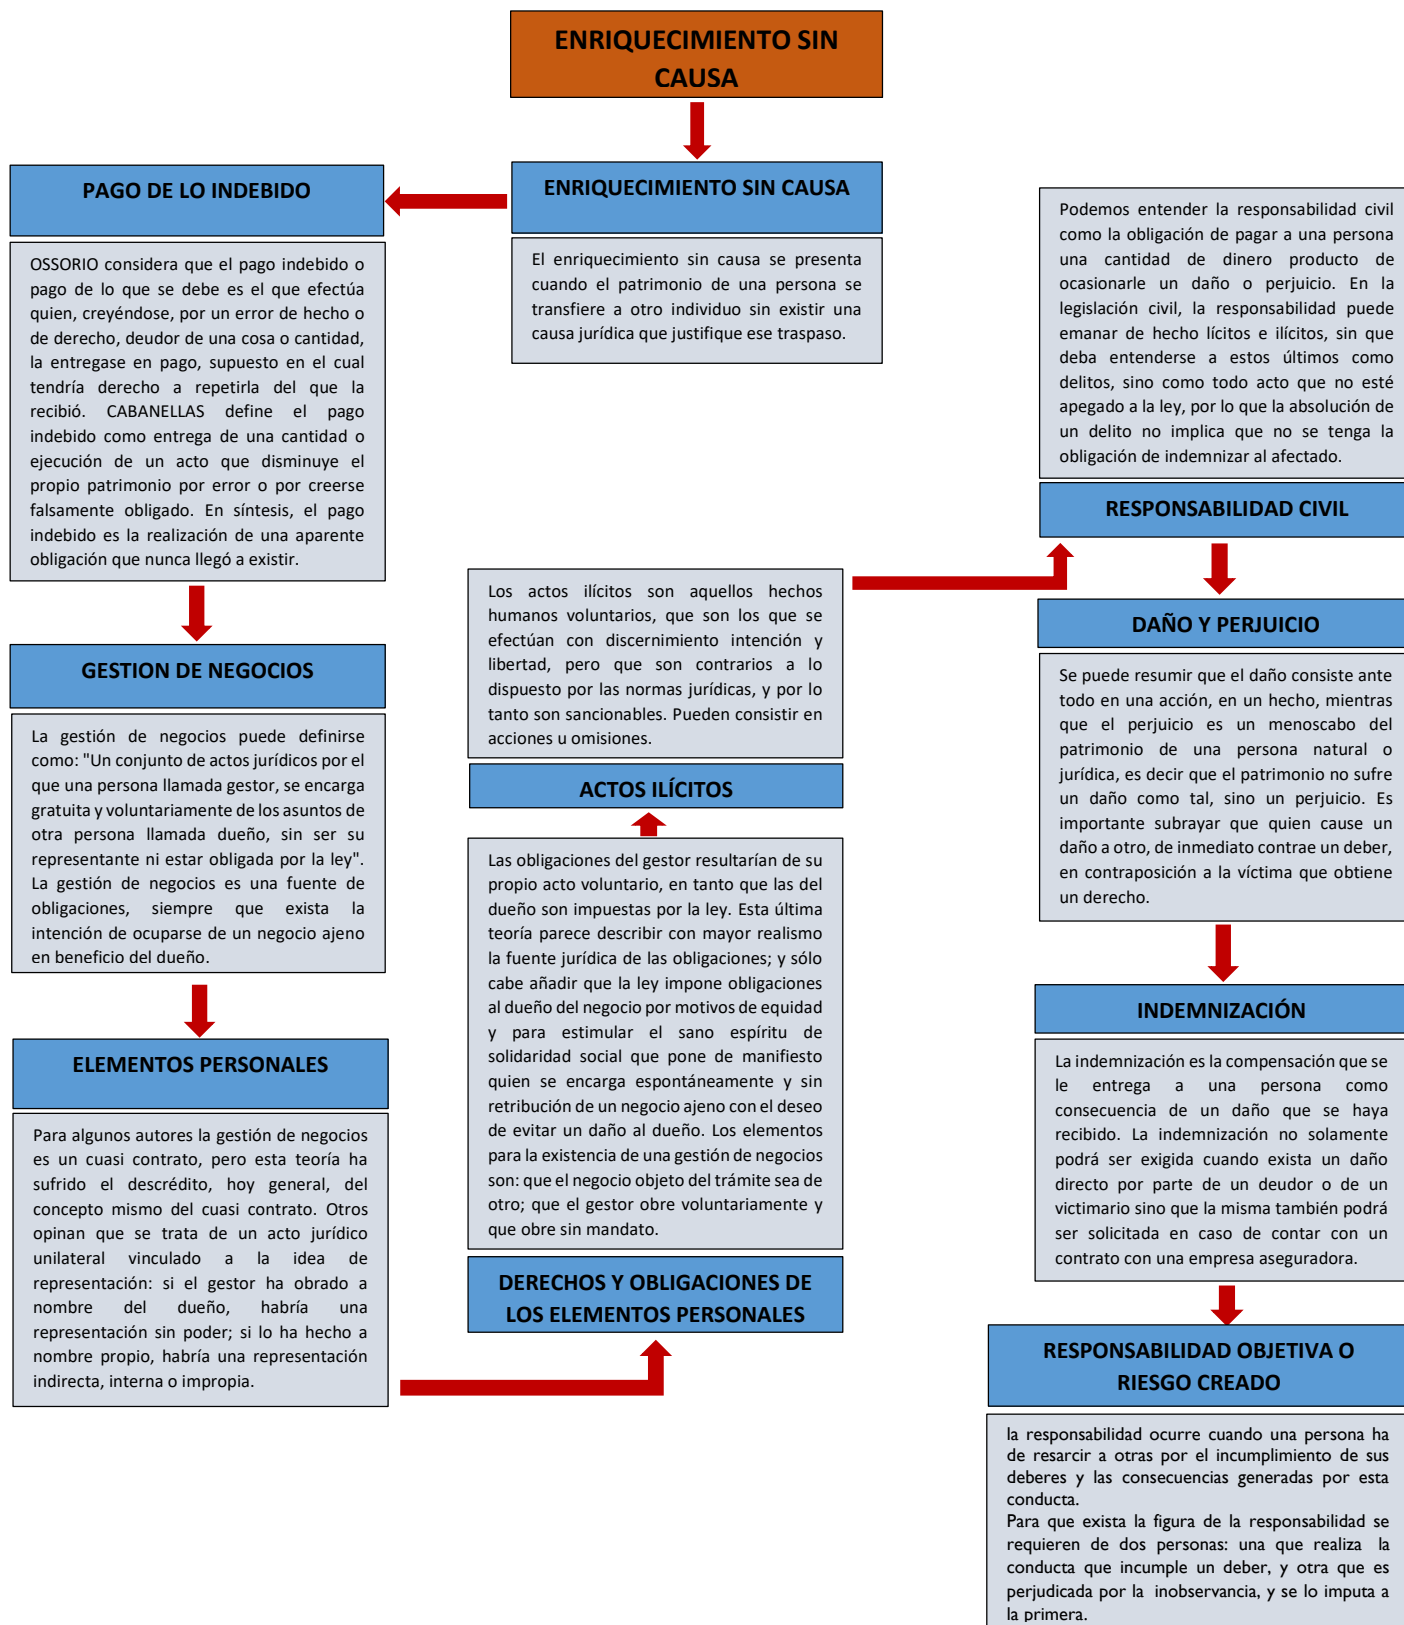 ENRIQUECIMIENTO SIN
CAUSA
ENRIQUECIMIENTO SIN CAUSA
El enriquecimiento sin causa se presenta
cuando el patrimonio de una persona se
transfiere a otro individuo sin existir una
causa jurídica que justifique ese traspaso.
PAGO DE LO INDEBIDO
OSSORIO considera que el pago indebido o
pago de lo que se debe es el que efectúa
quien, creyéndose, por un error de hecho o
de derecho, deudor de una cosa o cantidad,
la entregase en pago, supuesto en el cual
tendría derecho a repetirla del que la
recibió. CABANELLAS define el pago
indebido como entrega de una cantidad o
ejecución de un acto que disminuye el
propio patrimonio por error o por creerse
falsamente obligado. En síntesis, el pago
indebido es la realización de una aparente
obligación que nunca llegó a existir.
GESTION DE NEGOCIOS
La gestión de negocios puede definirse
como: "Un conjunto de actos jurídicos por el
que una persona llamada gestor, se encarga
gratuita y voluntariamente de los asuntos de
otra persona llamada dueño, sin ser su
representante ni estar obligada por la ley".
La gestión de negocios es una fuente de
obligaciones, siempre que exista la
intención de ocuparse de un negocio ajeno
en beneficio del dueño.
ELEMENTOS PERSONALES
Para algunos autores la gestión de negocios
es un cuasi contrato, pero esta teoría ha
sufrido el descrédito, hoy general, del
concepto mismo del cuasi contrato. Otros
opinan que se trata de un acto jurídico
unilateral vinculado a la idea de
representación: si el gestor ha obrado a
nombre del dueño, habría una
representación sin poder; si lo ha hecho a
nombre propio, habría una representación
indirecta, interna o impropia.
Los actos ilícitos son aquellos hechos
humanos voluntarios, que son los que se
efectúan con discernimiento intención y
libertad, pero que son contrarios a lo
dispuesto por las normas jurídicas, y por lo
tanto son sancionables. Pueden consistir en
acciones u omisiones.
ACTOS ILÍCITOS
Las obligaciones del gestor resultarían de su
propio acto voluntario, en tanto que las del
dueño son impuestas por la ley. Esta última
teoría parece describir con mayor realismo
la fuente jurídica de las obligaciones; y sólo
cabe añadir que la ley impone obligaciones
al dueño del negocio por motivos de equidad
y para estimular el sano espíritu de
solidaridad social que pone de manifiesto
quien se encarga espontáneamente y sin
retribución de un negocio ajeno con el deseo
de evitar un daño al dueño. Los elementos
para la existencia de una gestión de negocios
son: que el negocio objeto del trámite sea de
otro; que el gestor obre voluntariamente y
que obre sin mandato.
DERECHOS Y OBLIGACIONES DE
LOS ELEMENTOS PERSONALES
Podemos entender la responsabilidad civil
como la obligación de pagar a una persona
una cantidad de dinero producto de
ocasionarle un daño o perjuicio. En la
legislación civil, la responsabilidad puede
emanar de hecho lícitos e ilícitos, sin que
deba entenderse a estos últimos como
delitos, sino como todo acto que no esté
apegado a la ley, por lo que la absolución de
un delito no implica que no se tenga la
obligación de indemnizar al afectado.
RESPONSABILIDAD CIVIL
DAÑO Y PERJUICIO
Se puede resumir que el daño consiste ante
todo en una acción, en un hecho, mientras
que el perjuicio es un menoscabo del
patrimonio de una persona natural o
jurídica, es decir que el patrimonio no sufre
un daño como tal, sino un perjuicio. Es
importante subrayar que quien cause un
daño a otro, de inmediato contrae un deber,
en contraposición a la víctima que obtiene
un derecho.
INDEMNIZACIÓN
La indemnización es la compensación que se
le entrega a una persona como
consecuencia de un daño que se haya
recibido. La indemnización no solamente
podrá ser exigida cuando exista un daño
directo por parte de un deudor o de un
victimario sino que la misma también podrá
ser solicitada en caso de contar con un
contrato con una empresa aseguradora.
RESPONSABILIDAD OBJETIVA O
RIESGO CREADO
la responsabilidad ocurre cuando una persona ha
de resarcir a otras por el incumplimiento de sus
deberes y las consecuencias generadas por esta
conducta.
Para que exista la figura de la responsabilidad se
requieren de dos personas: una que realiza la
conducta que incumple un deber, y otra que es
perjudicada por la inobservancia, y se lo imputa a
la primera.